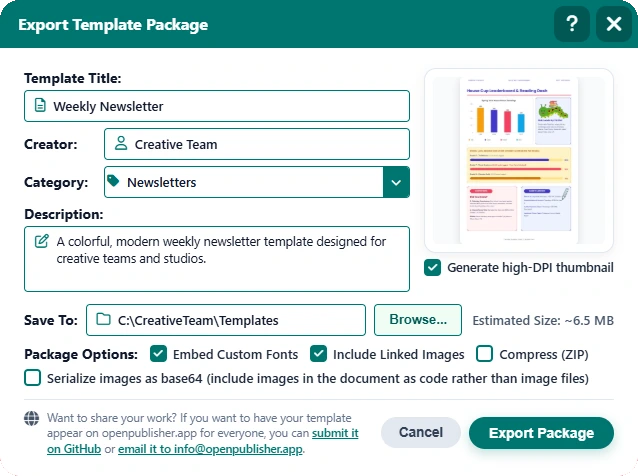 Export Template Package
?
Template Title:
Weekly Newsletter
Creator:
Creative Team
Category:
Newsletters
Description:
A colorful, modern weekly newsletter template designed for
creative teams and studios.
House Cup Leaderboard & Reading Dash
Generate high-DPI thumbnail
Save To:
C:\CreativeTeam\Templates
Browse...
Estimated Size: ~6.5 MB
Package Options:
Embed Custom Fonts
Include Linked Images
Compress (ZIP)
Serialize images as base64 (include images in the document as code rather than image files)
Want to share your work? If you want to have your template
appear on openpublisher.app for everyone, you can submit it
on GitHub or email it to info@openpublisher.app.
Cancel
Export Package